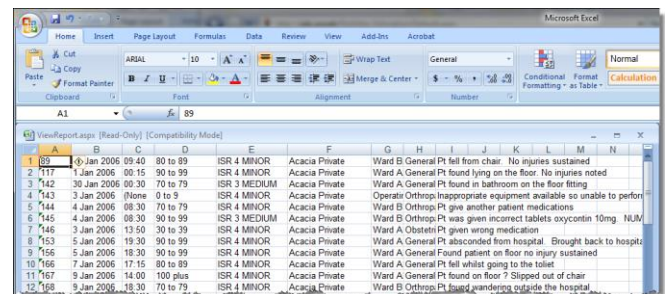 Microsoft Excel
Home Insert Page Layout Formulas Data Review View Add-Ins Acrobat
Cut
Copy
Format Painter
Paste
ARIAL 10 A A
B I U A
Wrap Text
Merge & Center
General
$ % ,
Conditional Formatting
Format as Table
Normal
Calculation
Clipboard Font Alignment Number
A1 fx 89
ViewReport.aspx [Read-Only] [Compatibility Mode]
A B C D E F G H I J K L M N
1 89 Jan 2006 09:40 80 to 89 ISR 4 MINOR Acacia Private Ward B General Pt fell from chair. No injuries sustained
2 117 1 Jan 2006 00:15 90 to 99 ISR 4 MINOR Acacia Private Ward A General Pt found lying on the floor. No injuries noted
3 142 30 Jan 2006 00:30 70 to 79 ISR 3 MEDIUM Acacia Private Ward A General Pt found in bathroom on the floor fitting
4 143 3 Jan 2006 (None 0 to 9 ISR 4 MINOR Acacia Private Operati Orthop Inappropriate equipment available so unable to perfor
5 144 4 Jan 2006 08:30 70 to 79 ISR 4 MINOR Acacia Private Ward B Orthop Pt give another patient medications
6 145 4 Jan 2006 08:30 90 to 99 ISR 3 MEDIUM Acacia Private Ward B Orthop Pt was given incorrect tablets oxycontin 10mg. NUM
7 146 3 Jan 2006 13:50 30 to 39 ISR 4 MINOR Acacia Private Ward A Obstetri Pt given wrong medication
8 153 5 Jan 2006 19:30 90 to 99 ISR 4 MINOR Acacia Private Ward A General Pt absconded from hospital. Brought back to hospita
9 156 5 Jan 2006 18:30 90 to 99 ISR 4 MINOR Acacia Private Ward A General Found patient on floor no injury sustained
10 166 7 Jan 2006 17:15 80 to 89 ISR 4 MINOR Acacia Private Ward A General Pt fell whilst going to the toliet
11 167 9 Jan 2006 14:00 100 plus ISR 4 MINOR Acacia Private Ward A General Pt found on floor ? Slipped out of chair
12 168 9 Jan 2006 18:30 70 to 79 ISR 4 MINOR Acacia Private Ward A Orthop Pt found wandering outside the hospital